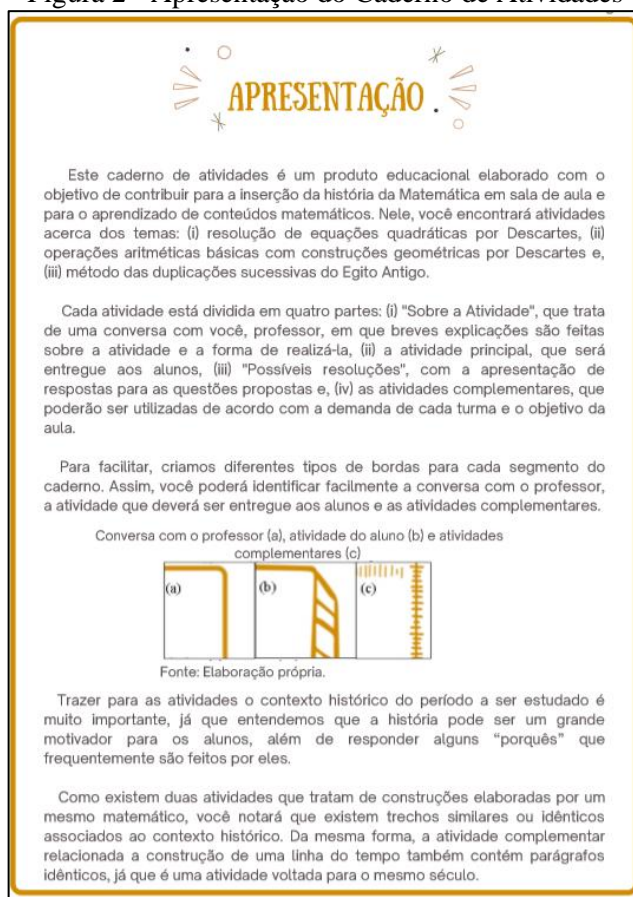 Figura 2 - Apresentação do Caderno de Atividades
APRESENTAÇÃO
Este caderno de atividades é um produto educacional elaborado com o
objetivo de contribuir para a inserção da história da Matemática em sala de aula e
para o aprendizado de conteúdos matemáticos. Nele, você encontrará atividades
acerca dos temas: (i) resolução de equações quadráticas por Descartes, (ii)
operações aritméticas básicas com construções geométricas por Descartes e,
(iii) método das duplicações sucessivas do Egito Antigo.
Cada atividade está dividida em quatro partes: (i) "Sobre a Atividade", que trata
de uma conversa com você, professor, em que breves explicações são feitas
sobre a atividade e a forma de realizá-la, (ii) a atividade principal, que será
entregue aos alunos, (iii) "Possíveis resoluções", com a apresentação de
respostas para as questões propostas e, (iv) as atividades complementares, que
poderão ser utilizadas de acordo com a demanda de cada turma e o objetivo da
aula.
Para facilitar, criamos diferentes tipos de bordas para cada segmento do
caderno. Assim, você poderá identificar facilmente a conversa com o professor,
a atividade que deverá ser entregue aos alunos e as atividades complementares.
Conversa com o professor (a), atividade do aluno (b) e atividades
complementares (c)
(a) (b) (c)
Fonte: Elaboração própria.
Trazer para as atividades o contexto histórico do período a ser estudado é
muito importante, já que entendemos que a história pode ser um grande
motivador para os alunos, além de responder alguns “porquês” que
frequentemente são feitos por eles.
Como existem duas atividades que tratam de construções elaboradas por um
mesmo matemático, você notará que existem trechos similares ou idênticos
associados ao contexto histórico. Da mesma forma, a atividade complementar
relacionada a construção de uma linha do tempo também contém parágrafos
idênticos, já que é uma atividade voltada para o mesmo século.